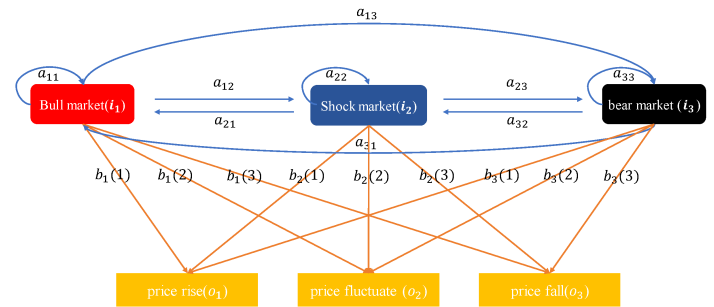 a₁₃
a₁₁
a₁₂
a₂₂
a₂₃
a₃₃
Bull market(i₁)
Shock market(i₂)
bear market (i₃)
a₂₁
a₃₂
a₃₁
b₁(1)
b₁(2)
b₁(3)
b₂(1)
b₂(2)
b₂(3)
b₃(1)
b₃(2)
b₃(3)
price rise(o₁)
price fluctuate (o₂)
price fall(o₃)